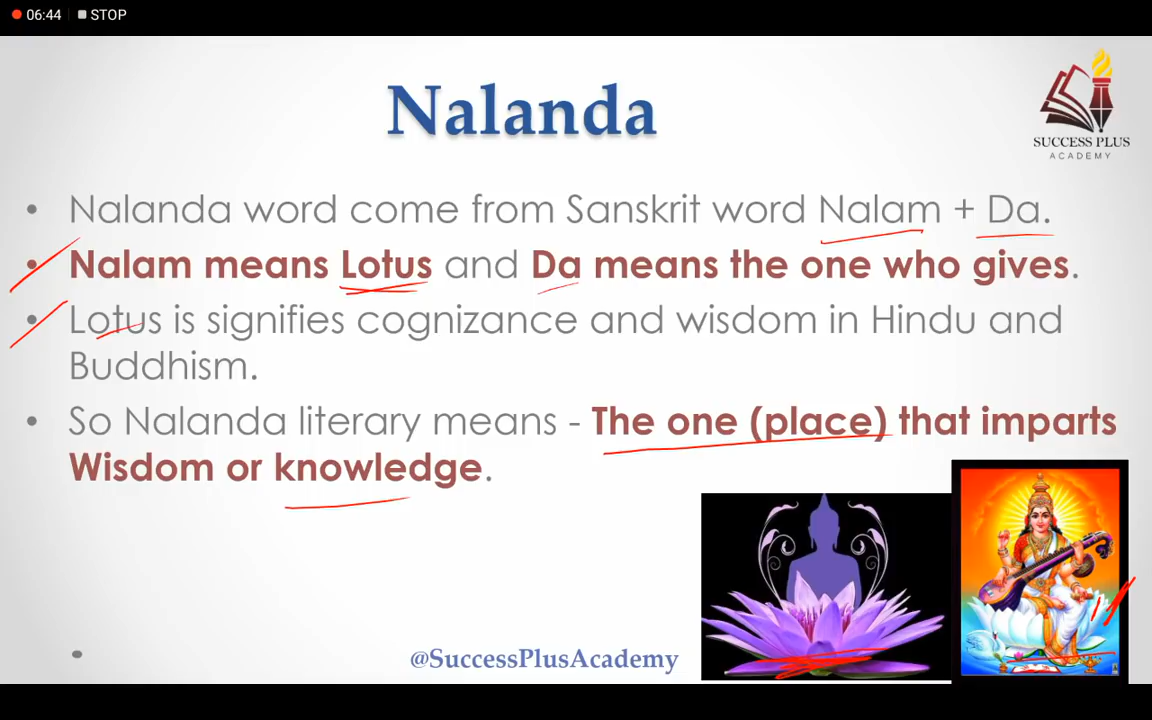 06:44 STOP
Nalanda
SUCCESS PLUS
ACADEMY
• Nalanda word come from Sanskrit word Nalam + Da.
• Nalam means Lotus and Da means the one who gives.
• Lotus is signifies cognizance and wisdom in Hindu and
Buddhism.
• So Nalanda literary means - The one (place) that imparts
Wisdom or knowledge.
@SuccessPlusAcademy